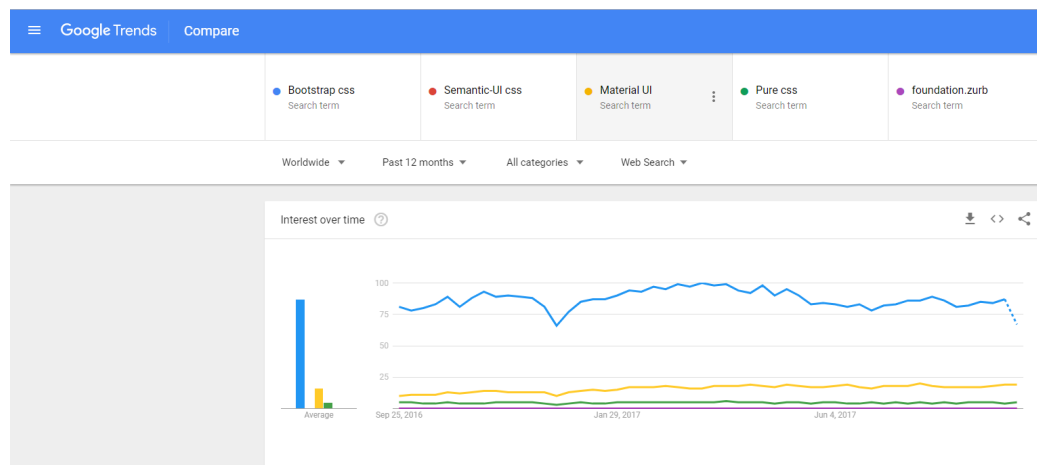 Google Trends Compare
Bootstrap css
Search term
Semantic-UI css
Search term
Material UI
Search term
Pure css
Search term
foundation.zurb
Search term
Worldwide Past 12 months All categories Web Search
Interest over time
100
75
50
25
Average
Sep 25, 2016 Jan 29, 2017 Jun 4, 2017